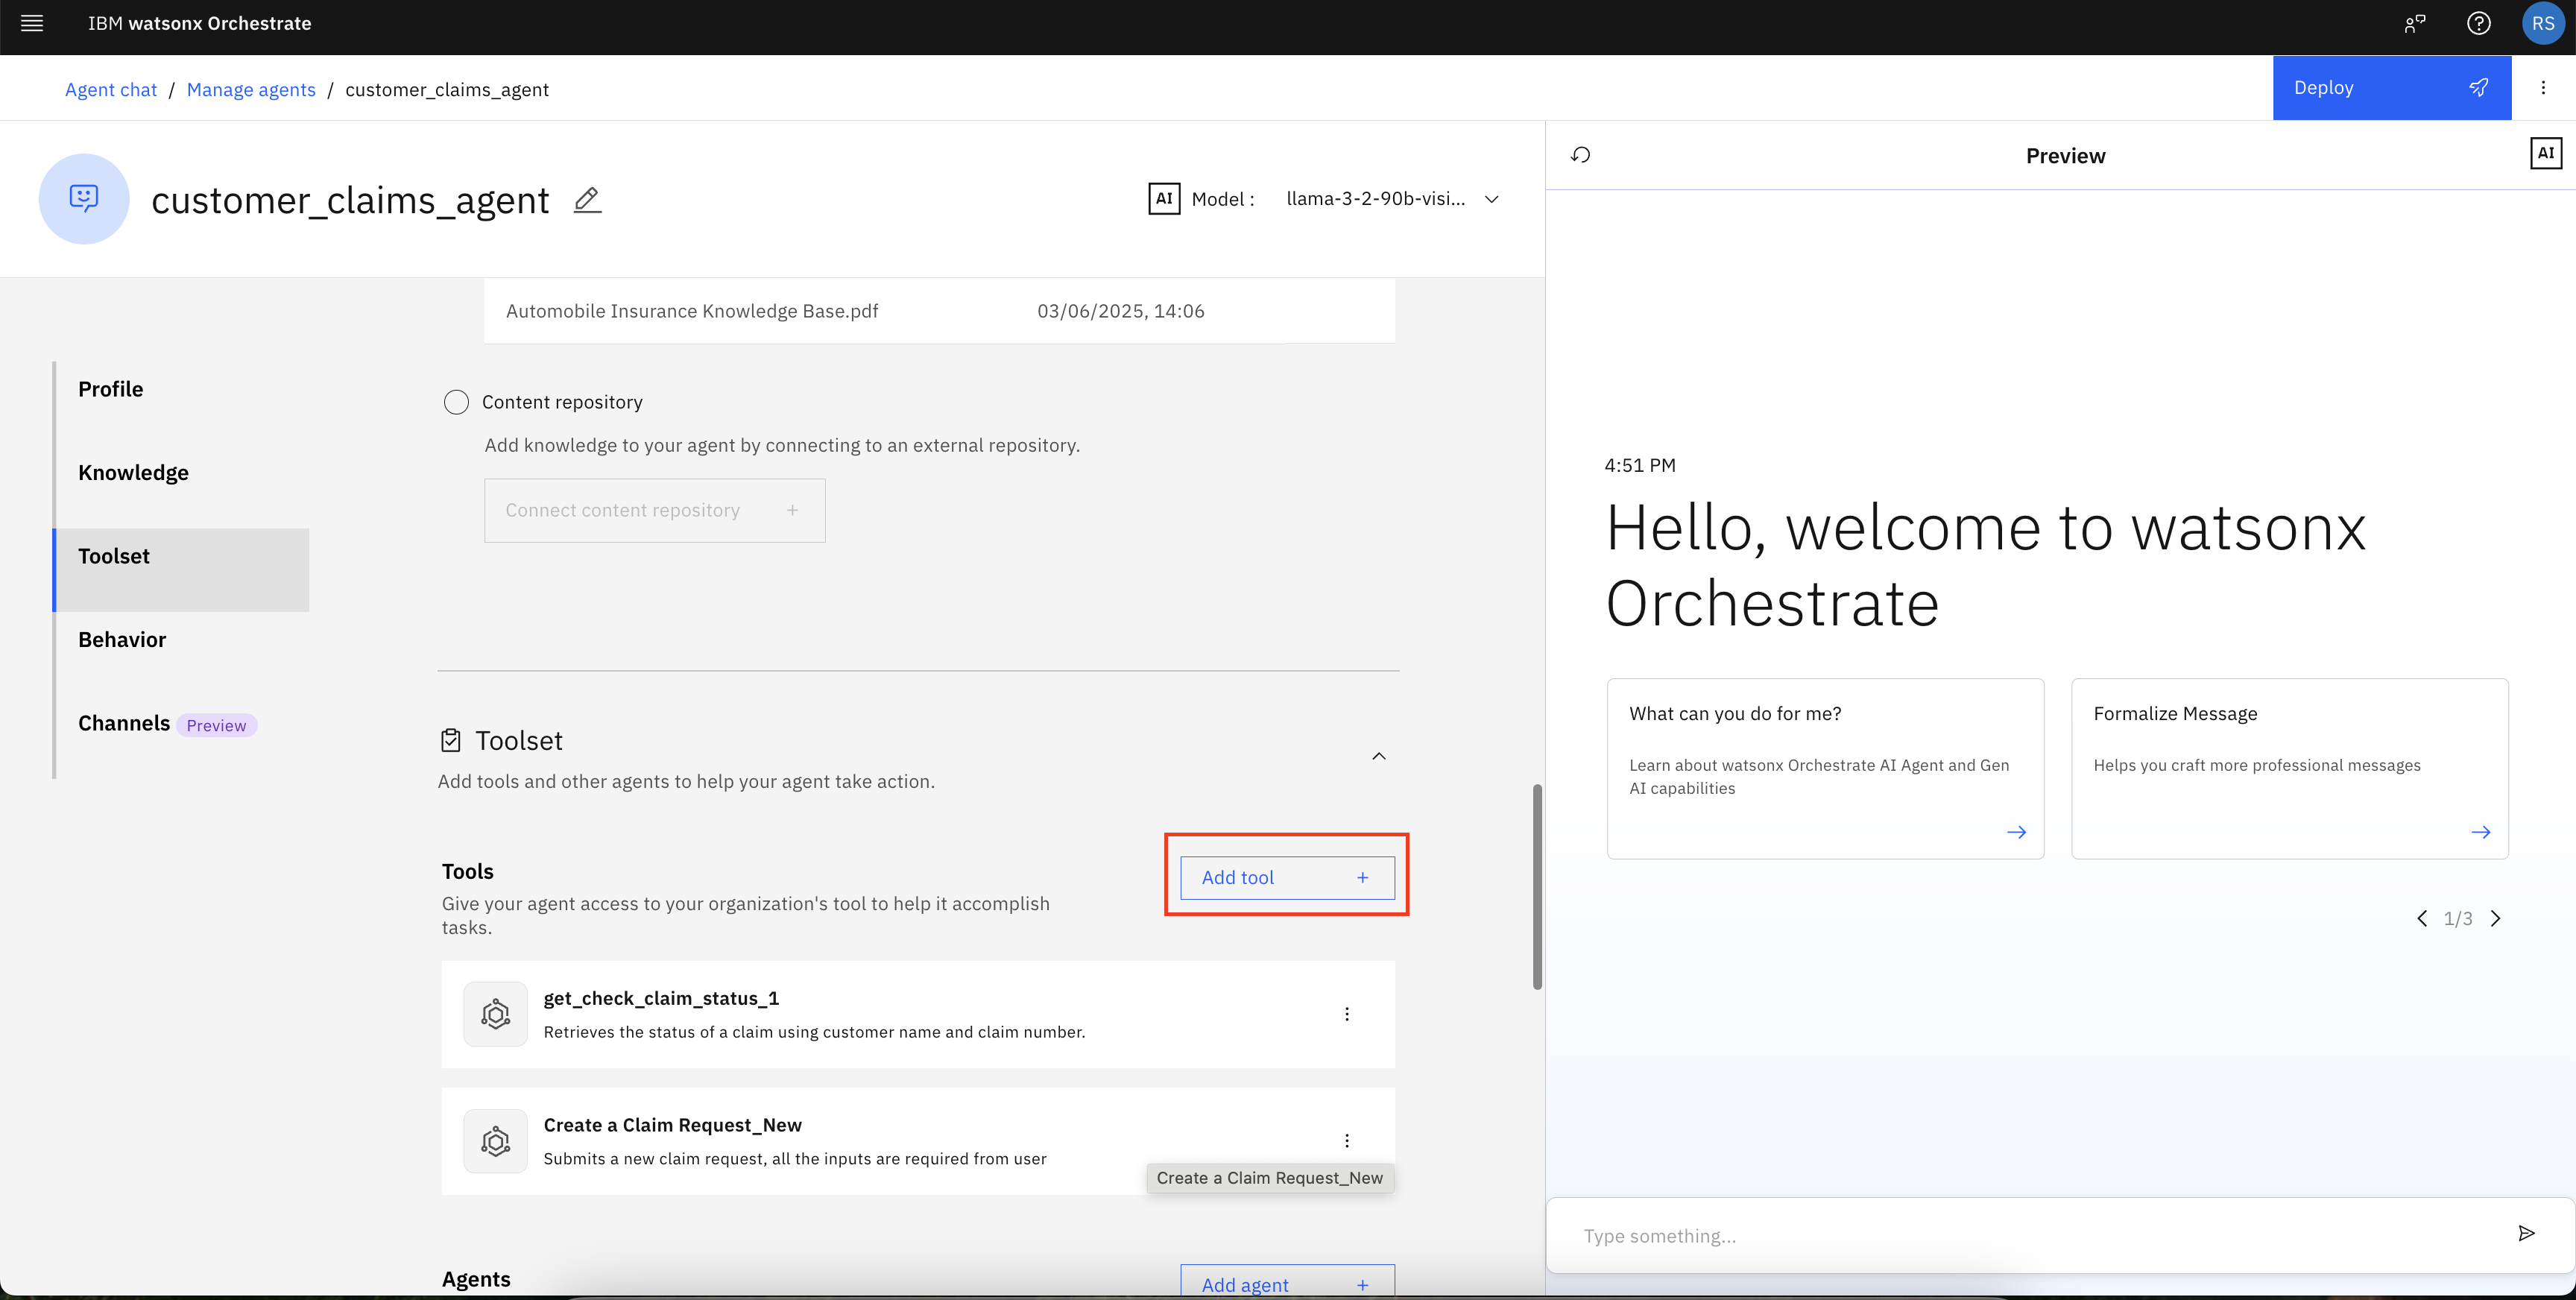 IBM watsonx Orchestrate
RS
Agent chat / Manage agents / customer_claims_agent
Deploy
customer_claims_agent
AI Model : llama-3-2-90b-visi...
Automobile Insurance Knowledge Base.pdf 03/06/2025, 14:06
Content repository
Add knowledge to your agent by connecting to an external repository.
Connect content repository +
Profile
Knowledge
Toolset
Behavior
Channels Preview
Toolset
Add tools and other agents to help your agent take action.
Tools
Give your agent access to your organization's tool to help it accomplish
tasks.
Add tool +
get_check_claim_status_1
Retrieves the status of a claim using customer name and claim number.
Create a Claim Request_New
Submits a new claim request, all the inputs are required from user
Create a Claim Request_New
Agents
Add agent +
Preview
AI
4:51 PM
Hello, welcome to watsonx
Orchestrate
What can you do for me?
Learn about watsonx Orchestrate AI Agent and Gen
AI capabilities
Formalize Message
Helps you craft more professional messages
1/3
Type something...